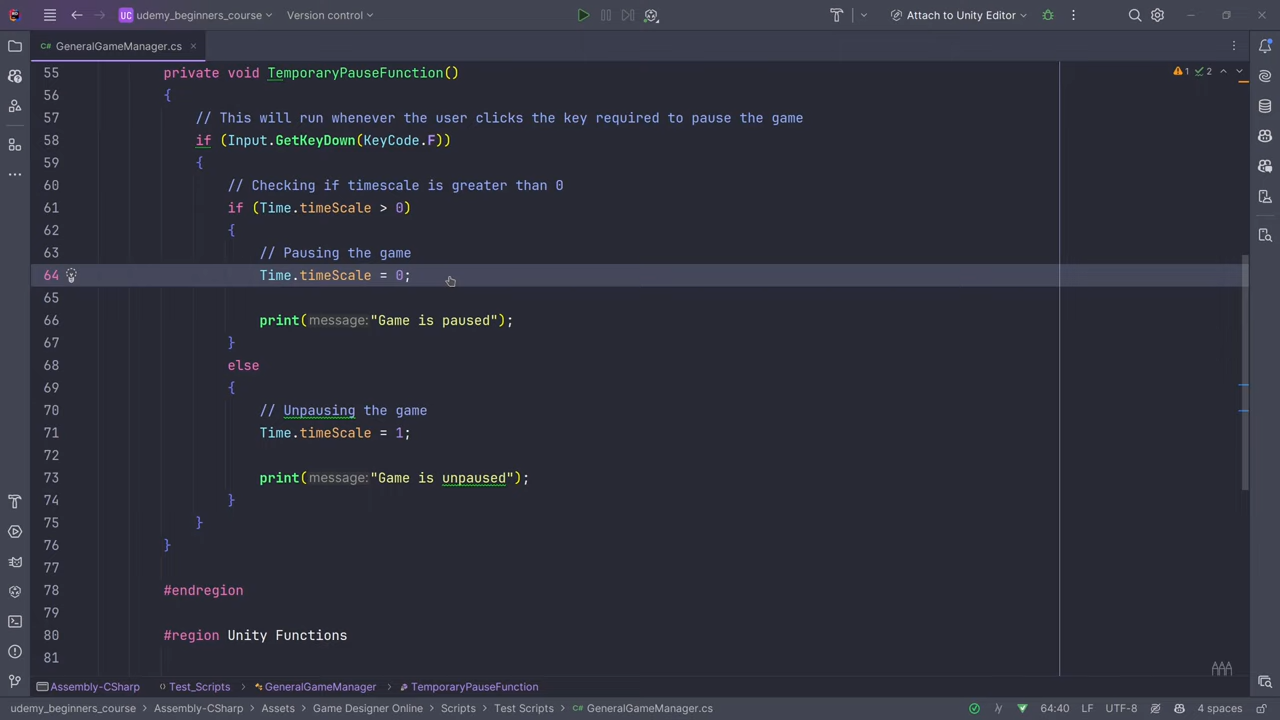 UC udemy_beginners_course Version control Attach to Unity Editor
C# GeneralGameManager.cs
1 2
55 private void TemporaryPauseFunction()
56 {
57 // This will run whenever the user clicks the key required to pause the game
58 if (Input.GetKeyDown(KeyCode.F))
59 {
60 // Checking if timescale is greater than 0
61 if (Time.timeScale > 0)
62 {
63 // Pausing the game
64 Time.timeScale = 0;
65
66 print(message:"Game is paused");
67 }
68 else
69 {
70 // Unpausing the game
71 Time.timeScale = 1;
72
73 print(message:"Game is unpaused");
74 }
75 }
76 }
77
78 #endregion
79
80 #region Unity Functions
81
Assembly-CSharp Test_Scripts GeneralGameManager TemporaryPauseFunction
udemy_beginners_course Assembly-CSharp Assets Game Designer Online Scripts Test Scripts C# GeneralGameManager.cs 64:40 LF UTF-8 4 spaces